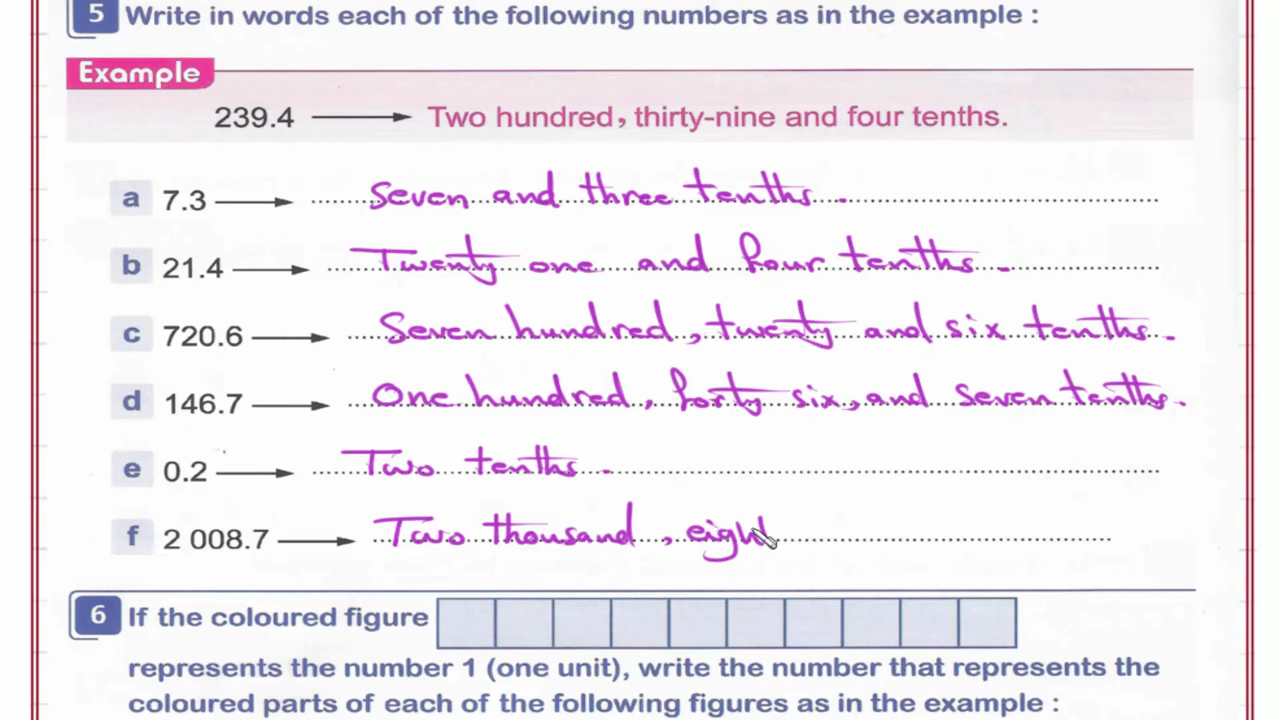 5 Write in words each of the following numbers as in the example :
Example
239.4 → Two hundred, thirty-nine and four tenths.
a 7.3 → Seven and three tenths.
b 21.4 → Twenty one and four tenths.
c 720.6 → Seven hundred, twenty and six tenths.
d 146.7 → One hundred, forty six, and seven tenths.
e 0.2 → Two tenths.
f 2 008.7 → Two thousand, eigh
6 If the coloured figure
represents the number 1 (one unit), write the number that represents the
coloured parts of each of the following figures as in the example :